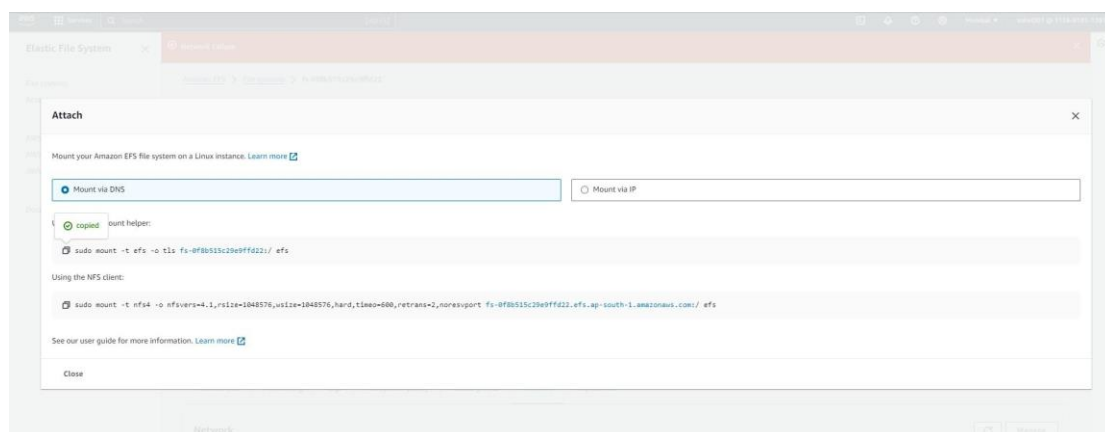 aws Services
Elastic File System
Attach
Mount your Amazon EFS file system on a Linux instance. Learn more
Mount via DNS
Mount via IP
copied
ount helper:
sudo mount -t efs -o tls fs-0f8b515c29e9ffd22:/ efs
Using the NFS client:
sudo mount -t nfs4 -o nfsvers=4.1,rsize=1048576,wsize=1048576,hard,timeo=600,retrans=2,noresvport fs-0f8b515c29e9ffd22.efs.ap-south-1.amazonaws.com:/ efs
See our user guide for more information. Learn more
Close
Network